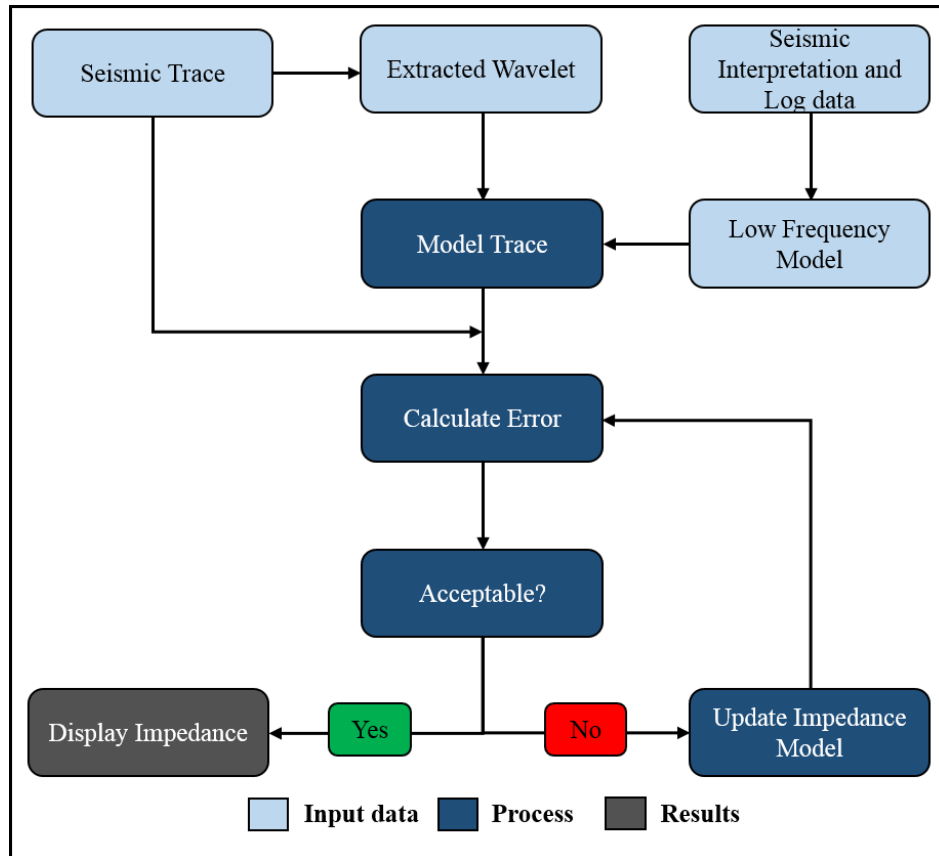 Seismic Trace
Extracted Wavelet
Seismic
Interpretation and
Log data
Model Trace
Low Frequency
Model
Calculate Error
Acceptable?
Display Impedance
Yes
No
Update Impedance
Model
Input data
Process
Results